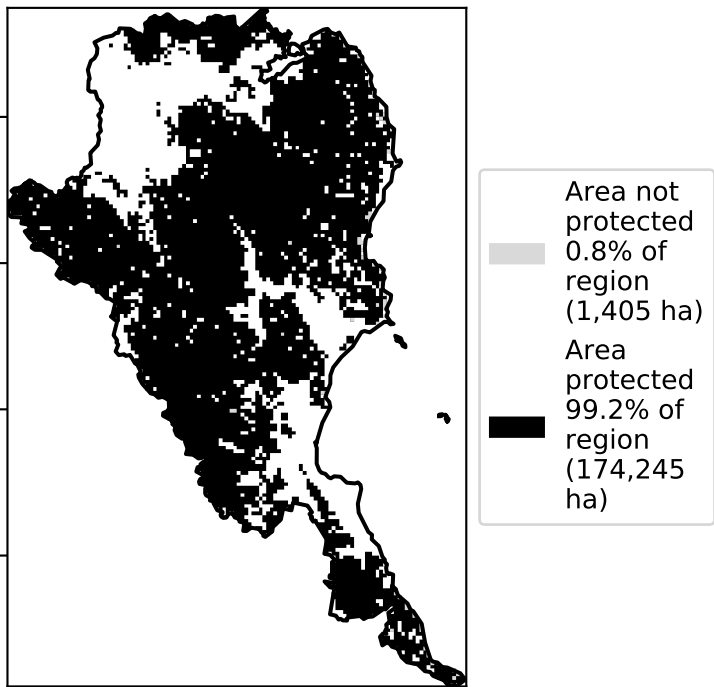 Area not
protected
0.8% of
region
(1,405 ha)
Area
protected
99.2% of
region
(174,245
ha)